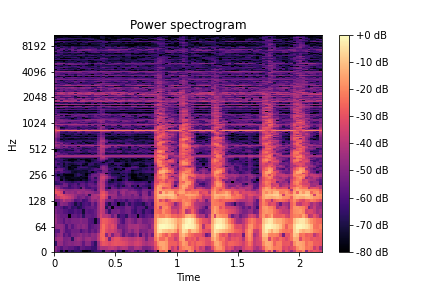 Power spectrogram
8192
4096
2048
1024
512
256
128
64
0
Hz
0
0.5
1
1.5
2
Time
+0 dB
-10 dB
-20 dB
-30 dB
-40 dB
-50 dB
-60 dB
-70 dB
-80 dB